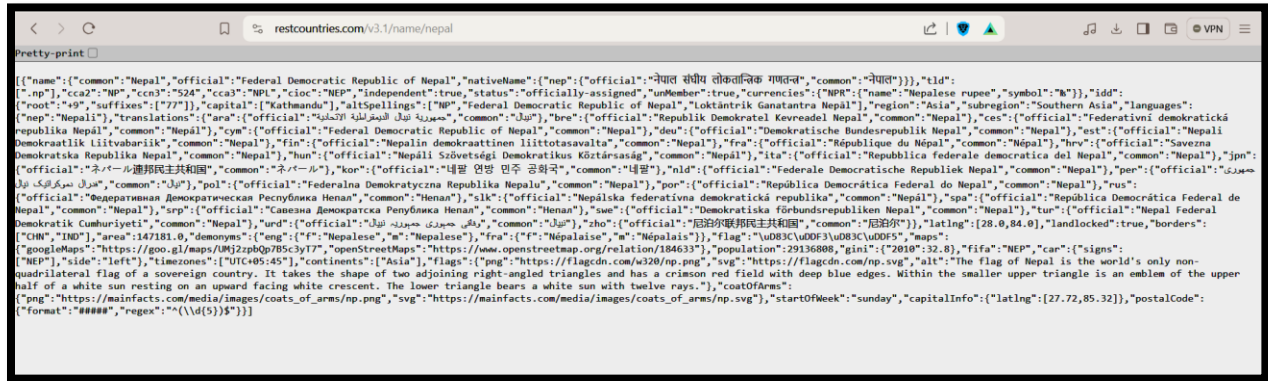 restcountries.com/v3.1/name/nepal
VPN
Pretty-print
[{"name":{"common":"Nepal","official":"Federal Democratic Republic of Nepal","nativeName":{"nep":{"official":"नेपाल संघीय लोकतान्त्रिक गणतन्त्र","common":"नेपाल"}}},"tld":
[".np"],"cca2":"NP","ccn3":"524","cca3":"NPL","cioc":"NEP","independent":true,"status":"officially-assigned","unMember":true,"currencies":{"NPR":{"name":"Nepalese rupee","symbol":"₨"}},"idd":
{"root":"+9","suffixes":["77"]},"capital":["Kathmandu"],"altSpellings":["NP","Federal Democratic Republic of Nepal","Loktāntrik Ganatantra Nepāl"],"region":"Asia","subregion":"Southern Asia","languages":
{"nep":"Nepali"},"translations":{"ara":{"official":"جمهورية نيبال الديمقراطية الاتحادية","common":"نيبال"},"bre":{"official":"Republik Demokratel Kevreadel Nepal","common":"Nepal"},"ces":{"official":"Federativní demokratická
republika Nepál","common":"Nepál"},"cym":{"official":"Federal Democratic Republic of Nepal","common":"Nepal"},"deu":{"official":"Demokratische Bundesrepublik Nepal","common":"Nepal"},"est":{"official":"Nepali
Demokraatlik Liitvabariik","common":"Nepal"},"fin":{"official":"Nepalin demokraattinen liittotasavalta","common":"Nepal"},"fra":{"official":"République du Népal","common":"Népal"},"hrv":{"official":"Savezna
Demokratska Republika Nepal","common":"Nepal"},"hun":{"official":"Nepáli Szövetségi Demokratikus Köztársaság","common":"Nepál"},"ita":{"official":"Repubblica federale democratica del Nepal","common":"Nepal"},"jpn":
{"official":"ネパール連邦民主共和国","common":"ネパール"},"kor":{"official":"네팔 연방 민주 공화국","common":"네팔"},"nld":{"official":"Federale Democratische Republiek Nepal","common":"Nepal"},"per":{"official":"جمهوری
فدرال دموکراتیک نپال","common":"نپال"},"pol":{"official":"Federalna Demokratyczna Republika Nepalu","common":"Nepal"},"por":{"official":"República Democrática Federal do Nepal","common":"Nepal"},"rus":
{"official":"Федеративная Демократическая Республика Непал","common":"Непал"},"slk":{"official":"Nepálska federatívna demokratická republika","common":"Nepál"},"spa":{"official":"República Democrática Federal de
Nepal","common":"Nepal"},"srp":{"official":"Савезна Демократска Република Непал","common":"Непал"},"swe":{"official":"Demokratiska förbundsrepubliken Nepal","common":"Nepal"},"tur":{"official":"Nepal Federal
Demokratik Cumhuriyeti","common":"Nepal"},"urd":{"official":"وفاقی جمہوری جمہوریہ نیپال","common":"نیپال"},"zho":{"official":"尼泊尔联邦民主共和国","common":"尼泊尔"}},"latlng":[28.0,84.0],"landlocked":true,"borders":
["CHN","IND"],"area":147181.0,"demonyms":{"eng":{"f":"Nepalese","m":"Nepalese"},"fra":{"f":"Népalaise","m":"Népalais"}},"flag":"\uD83C\uDDF3\uD83C\uDDF5","maps":
{"googleMaps":"https://goo.gl/maps/UMj2zpbQp7B5c3yT7","openStreetMaps":"https://www.openstreetmap.org/relation/184633"},"population":29136808,"gini":{"2010":32.8},"fifa":"NEP","car":{"signs":
["NEP"],"side":"left"},"timezones":["UTC+05:45"],"continents":["Asia"],"flags":{"png":"https://flagcdn.com/w320/np.png","svg":"https://flagcdn.com/np.svg","alt":"The flag of Nepal is the world's only non-
quadrilateral flag of a sovereign country. It takes the shape of two adjoining right-angled triangles and has a crimson red field with deep blue edges. Within the smaller upper triangle is an emblem of the upper
half of a white sun resting on an upward facing white crescent. The lower triangle bears a white sun with twelve rays."},"coatOfArms":
{"png":"https://mainfacts.com/media/images/coats_of_arms/np.png","svg":"https://mainfacts.com/media/images/coats_of_arms/np.svg"},"startOfWeek":"sunday","capitalInfo":{"latlng":[27.72,85.32]},"postalCode":
{"format":"#####","regex":"^(\\d{5})$"}}]